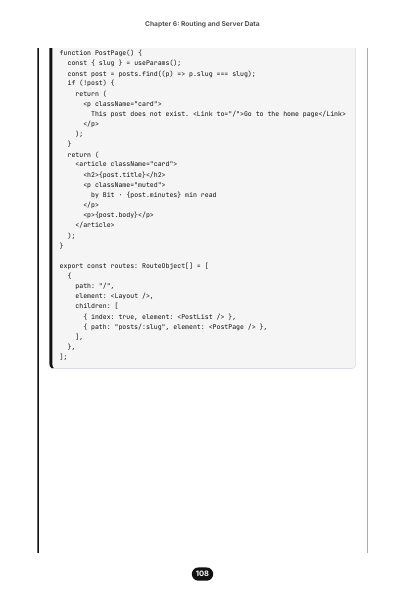 Chapter 6: Routing and Server Data
function PostPage() {
  const { slug } = useParams();
  const post = posts.find((p) => p.slug === slug);
  if (!post) {
    return (
      <p className="card">
        This post does not exist. <Link to="/">Go to the home page</Link>
      </p>
    );
  }
  return (
    <article className="card">
      <h2>{post.title}</h2>
      <p className="muted">
        by Bit · {post.minutes} min read
      </p>
      <p>{post.body}</p>
    </article>
  );
}

export const routes: RouteObject[] = [
  {
    path: "/",
    element: <Layout />,
    children: [
      { index: true, element: <PostList /> },
      { path: "posts/:slug", element: <PostPage /> },
    ],
  },
];
108